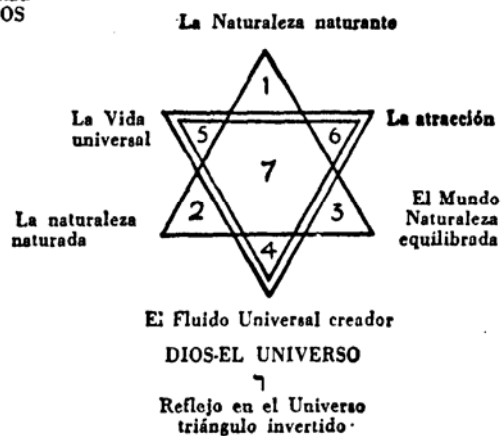 OS
La Naturaleza naturante
1
La Vida
universal
5
6
La atracción
7
La naturaleza
naturada
2
3
El Mundo
Naturaleza
equilibrada
4
El Fluido Universal creador
DIOS-EL UNIVERSO
ר
Reflejo en el Universo
triángulo invertido